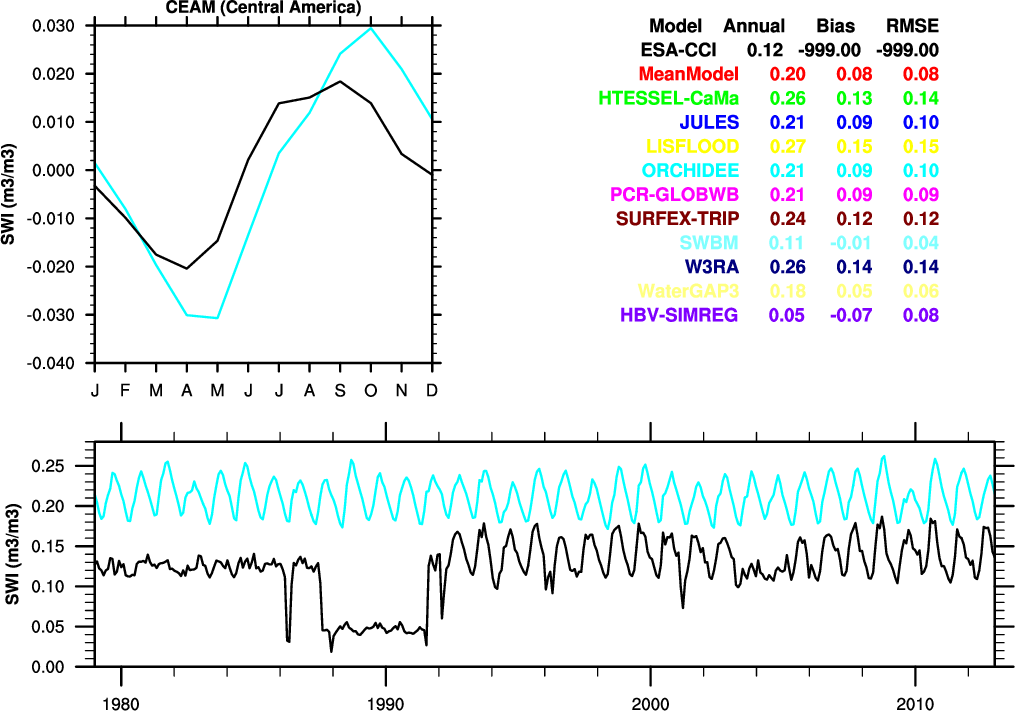 CEAM (Central America)
0.030
0.020
0.010
0.000
-0.010
-0.020
-0.030
-0.040
SWI (m3/m3)
J F M A M J J A S O N D
Model Annual Bias RMSE
ESA-CCI 0.12 -999.00 -999.00
MeanModel 0.20 0.08 0.08
HTESSEL-CaMa 0.26 0.13 0.14
JULES 0.21 0.09 0.10
LISFLOOD 0.27 0.15 0.15
ORCHIDEE 0.21 0.09 0.10
PCR-GLOBWB 0.21 0.09 0.09
SURFEX-TRIP 0.24 0.12 0.12
SWBM 0.11 -0.01 0.04
W3RA 0.26 0.14 0.14
WaterGAP3 0.18 0.05 0.06
HBV-SIMREG 0.05 -0.07 0.08
0.25
0.20
0.15
0.10
0.05
0.00
SWI (m3/m3)
1980 1990 2000 2010